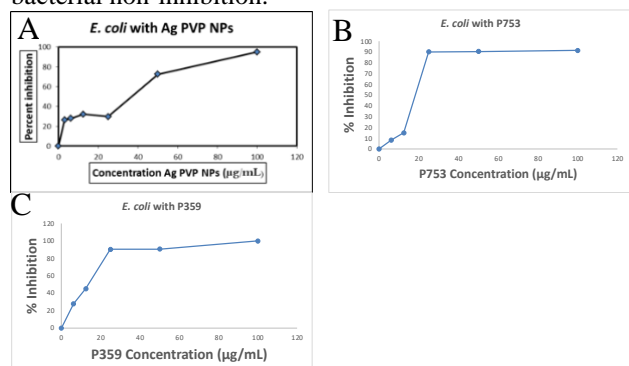 bacterial non-inhibition.
A
E. coli with Ag PVP NPs
Percent inhibition
100
80
60
40
20
0
0 20 40 60 80 100 120
Concentration Ag PVP NPs (µg/mL)
B
E. coli with P753
% Inhibition
100
90
80
70
60
50
40
30
20
10
0
0 20 40 60 80 100 120
P753 Concentration (µg/mL)
C
E. coli with P359
% Inhibition
120
100
80
60
40
20
0
0 20 40 60 80 100 120
P359 Concentration (µg/mL)